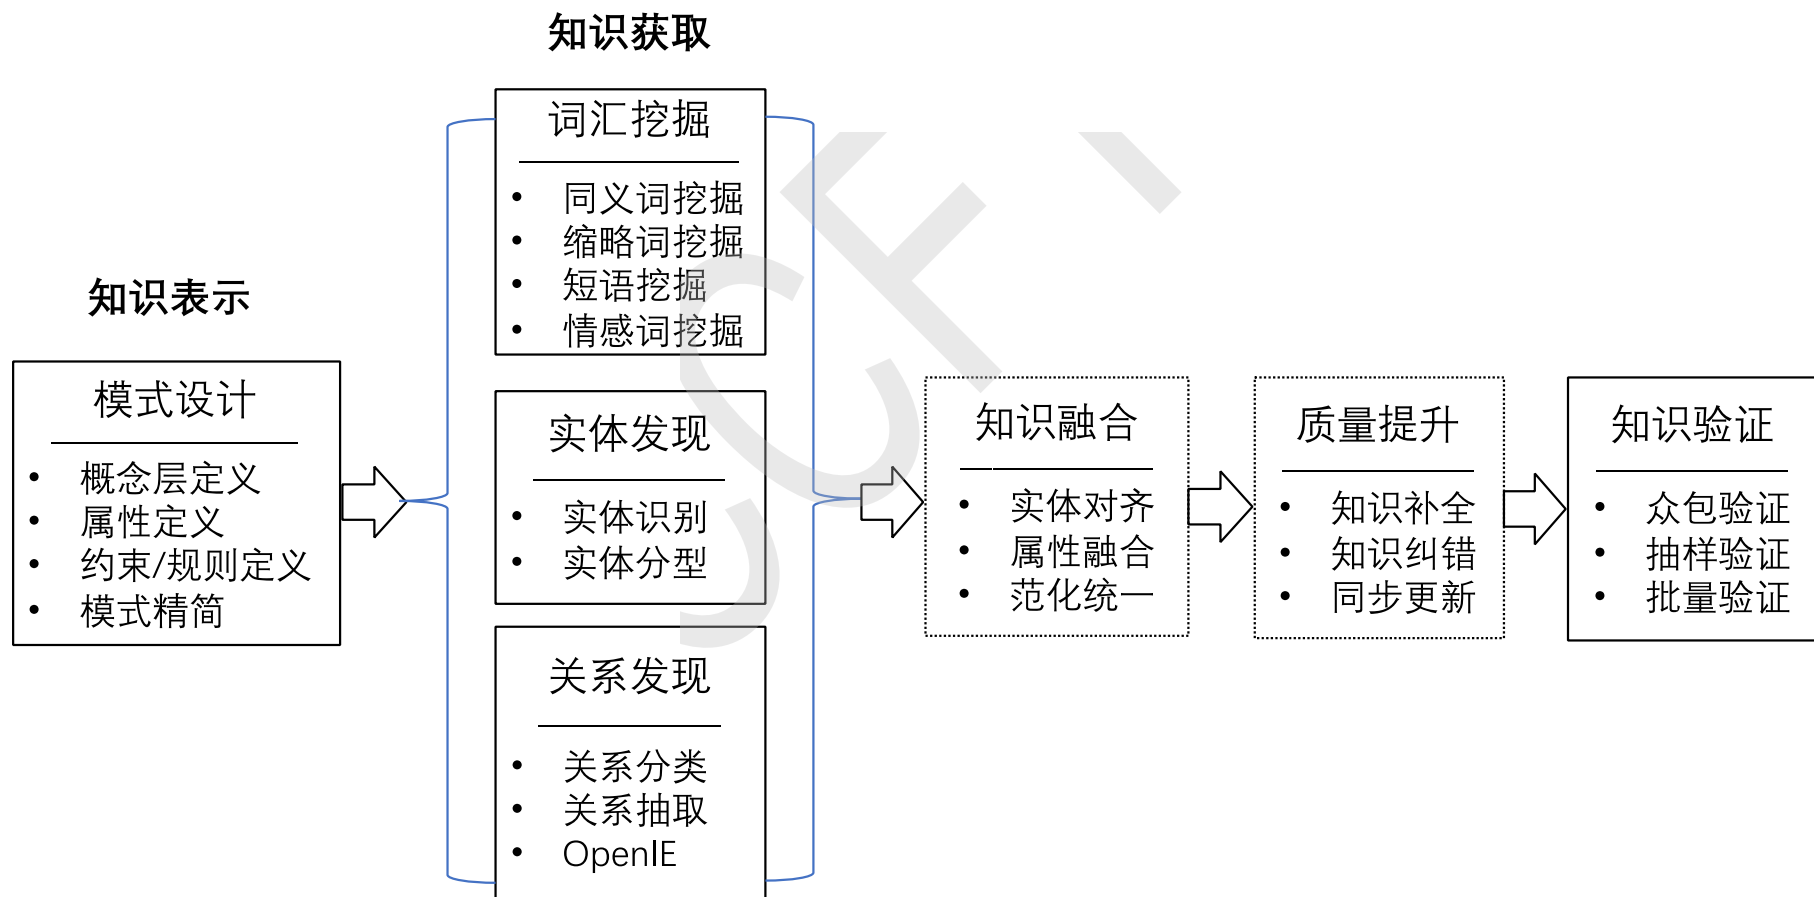 知识获取
词汇挖掘
• 同义词挖掘
• 缩略词挖掘
• 短语挖掘
• 情感词挖掘
知识表示
模式设计
• 概念层定义
• 属性定义
• 约束/规则定义
• 模式精简
实体发现
• 实体识别
• 实体分型
关系发现
• 关系分类
• 关系抽取
• OpenIE
知识融合
• 实体对齐
• 属性融合
• 范化统一
质量提升
• 知识补全
• 知识纠错
• 同步更新
知识验证
• 众包验证
• 抽样验证
• 批量验证
CCF